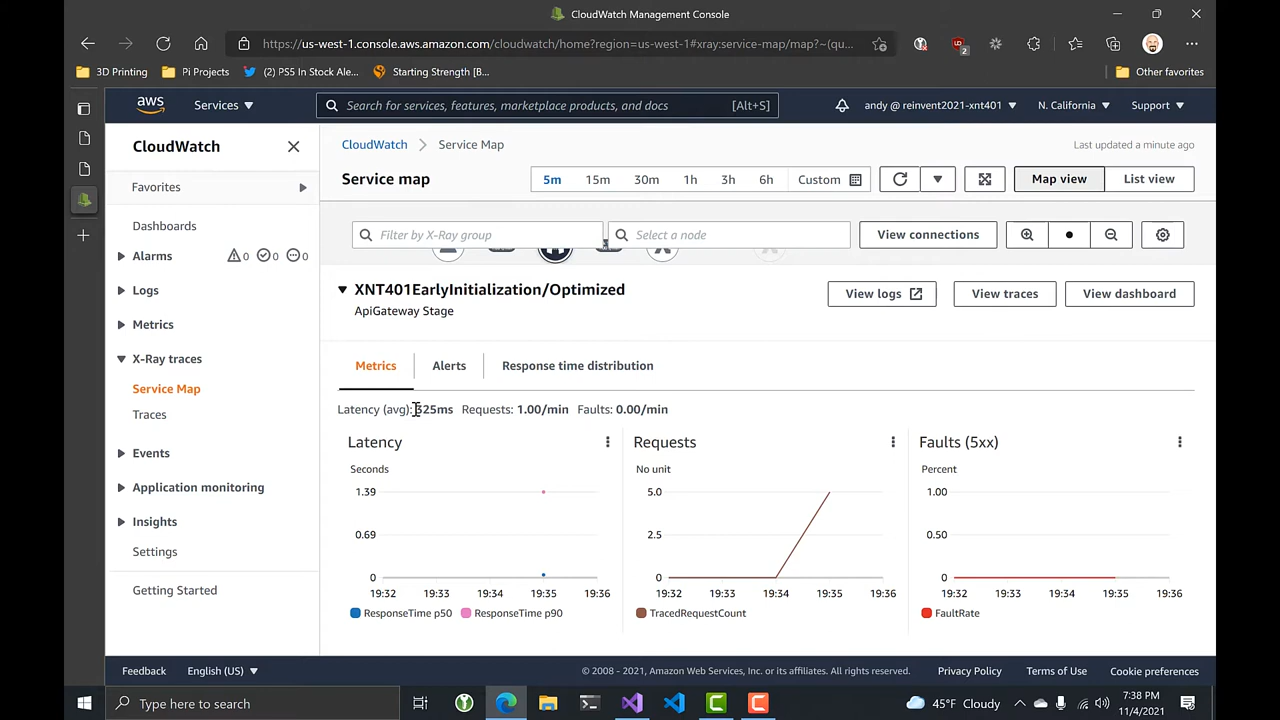 CloudWatch Management Console
https://us-west-1.console.aws.amazon.com/cloudwatch/home?region=us-west-1#xray:service-map/map?~(qu...
2
3D Printing
Pi Projects
(2) PS5 In Stock Ale...
Starting Strength [B...
Other favorites
aws
Services
Search for services, features, marketplace products, and docs
[Alt+S]
andy @ reinvent2021-xnt401
N. California
Support
CloudWatch
Favorites
Dashboards
Alarms
0
0
0
Logs
Metrics
X-Ray traces
Service Map
Traces
Events
Application monitoring
Insights
Settings
Getting Started
CloudWatch
Service Map
Last updated a minute ago
Service map
5m
15m
30m
1h
3h
6h
Custom
Map view
List view
Filter by X-Ray group
Select a node
View connections
XNT401EarlyInitialization/Optimized
ApiGateway Stage
View logs
View traces
View dashboard
Metrics
Alerts
Response time distribution
Latency (avg): 325ms Requests: 1.00/min Faults: 0.00/min
Latency
Seconds
1.39
0.69
0
19:32 19:33 19:34 19:35 19:36
ResponseTime p50 ResponseTime p90
Requests
No unit
5.0
2.5
0
19:32 19:33 19:34 19:35 19:36
TracedRequestCount
Faults (5xx)
Percent
1.00
0.50
0
19:32 19:33 19:34 19:35 19:36
FaultRate
Feedback
English (US)
© 2008 - 2021, Amazon Web Services, Inc. or its affiliates. All rights reserved.
Privacy Policy
Terms of Use
Cookie preferences
Type here to search
45°F Cloudy
7:38 PM
11/4/2021